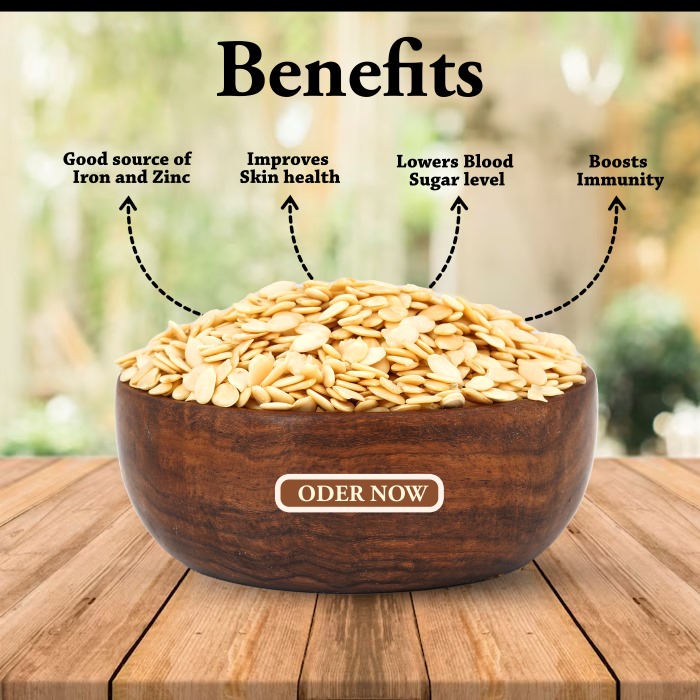 Benefits
Good source of
Iron and Zinc
Improves
Skin health
Lowers Blood
Sugar level
Boosts
Immunity
ODER NOW